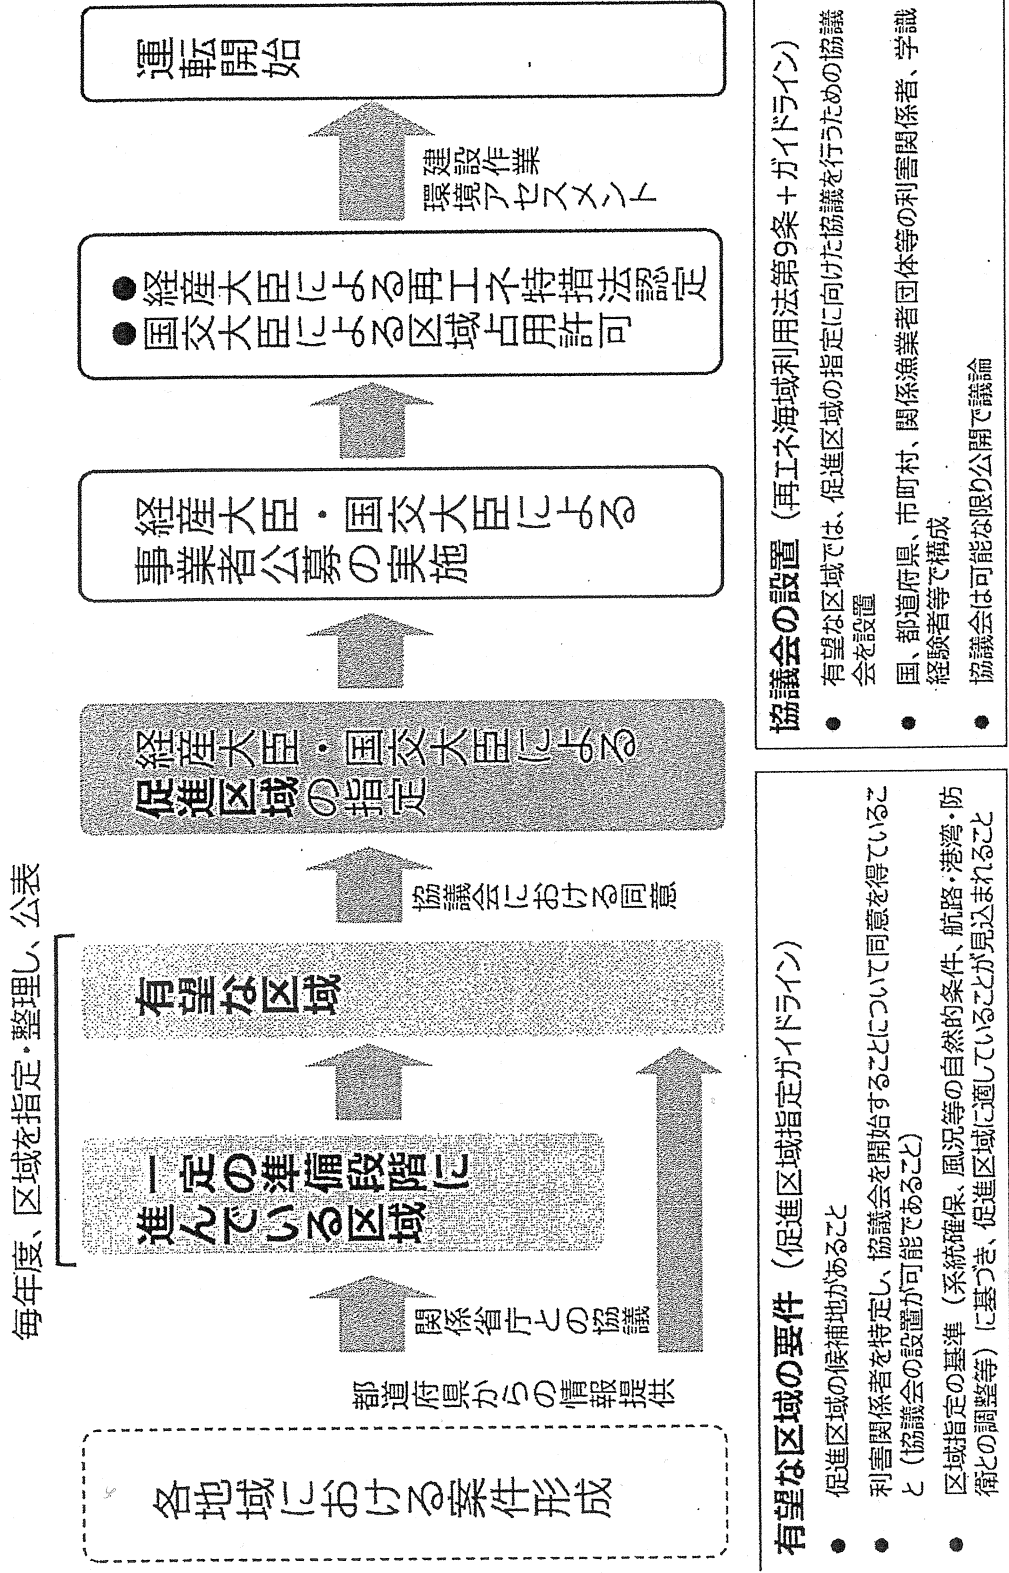 毎年度、区域を指定・整理し、公表
各地域における案件形成
都道府県からの情報提供
関係省庁との協議
一定の準備段階に
進んでいる区域
有望な区域
協議会における同意
経産大臣・国交大臣による
促進区域の指定
経産大臣・国交大臣による
事業者公募の実施
●経産大臣による再エネ特措法認定
●国交大臣による区域占用許可
建設作業
環境アセスメント
運転開始
有望な区域の要件（促進区域指定ガイドライン）
● 促進区域の候補地があること
● 利害関係者を特定し、協議会を開始することについて同意を得ているこ
と（協議会の設置が可能であること）
● 区域指定の基準（系統確保、風況等の自然的条件、航路・港湾・防
衛との調整等）に基づき、促進区域に適していることが見込まれること
協議会の設置（再エネ海域利用法第9条+ガイドライン）
● 有望な区域では、促進区域の指定に向けた協議を行うための協議
会を設置
● 国、都道府県、市町村、関係漁業者団体等の利害関係者、学識
経験者等で構成
● 協議会は可能な限り公開で議論